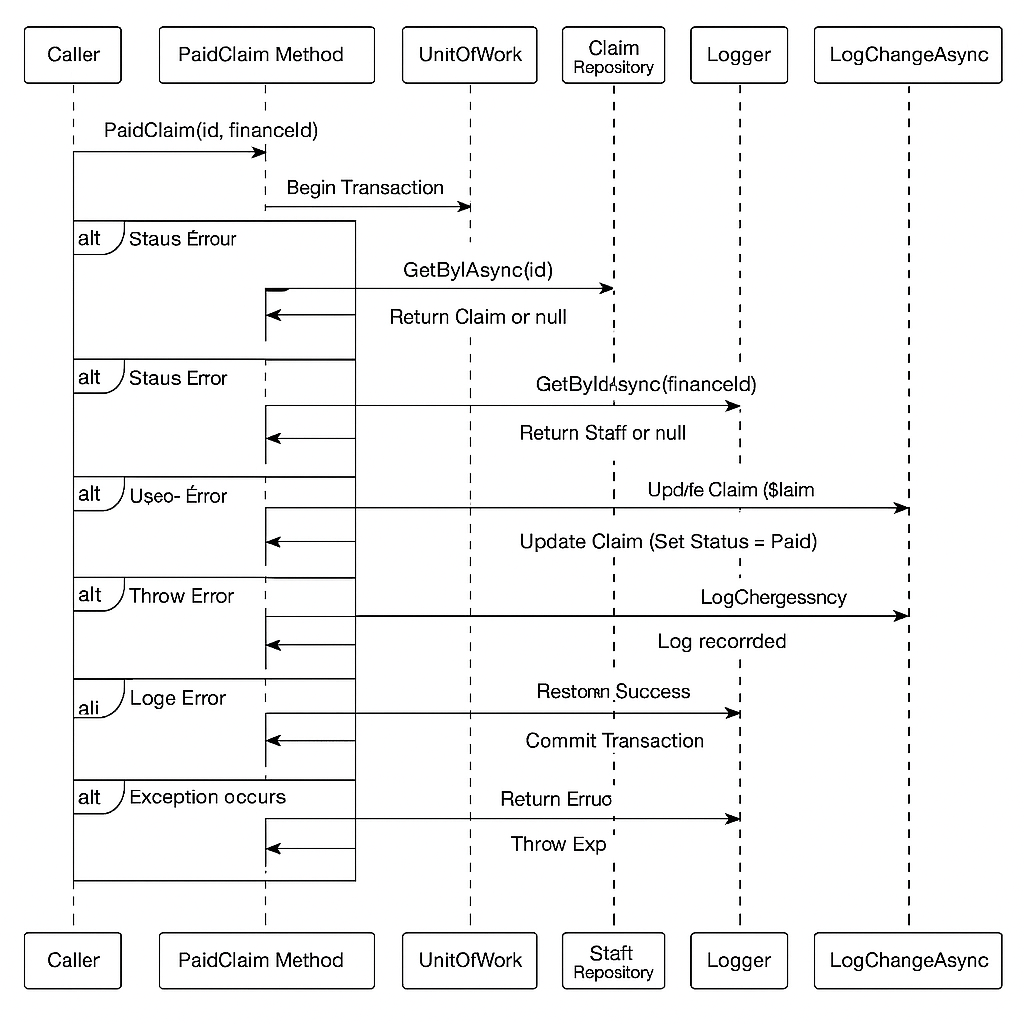 Caller
PaidClaim Method
UnitOfWork
Claim
Repository
Logger
LogChangeAsync
PaidClaim(id, financeId)
Begin Transaction
alt
Staus Érrour
GetBylAsync(id)
Return Claim or null
alt
Staus Error
GetByIdAsync(financeId)
Return Staff or null
alt
Ușeo- Érror
Upd/fe Claim ($laim
Update Claim (Set Status = Paid)
alt
Throw Error
LogChergessncy
Log recorrded
ali
Loge Error
Success
Commit Transaction
alt
Exception occurs
Return Erruo
Throw Exp
Caller
PaidClaim Method
UnitOfWork
Staft
Repository
Logger
LogChangeAsync